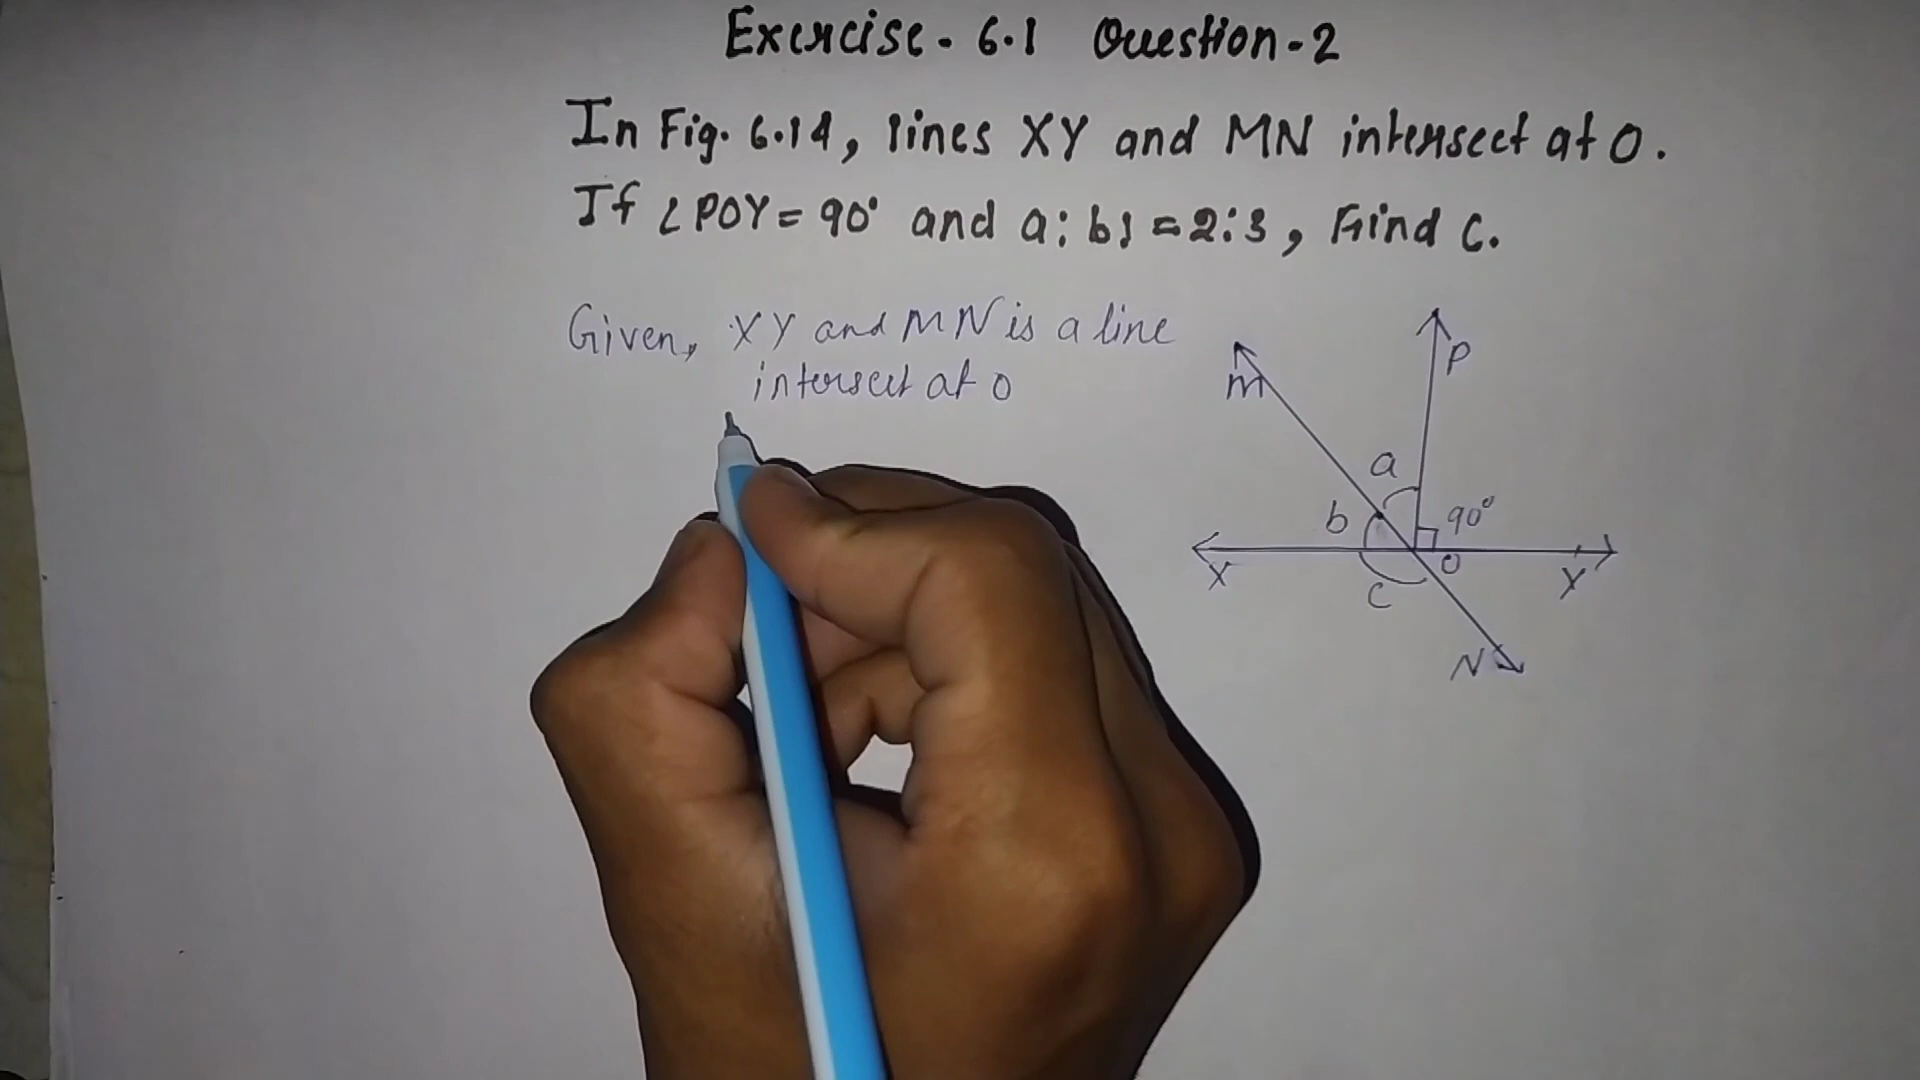 Exercise - 6.1 Question - 2
In Fig. 6.14, lines XY and MN intersect at O.
If ∠POY = 90° and a : b : = 2 : 3, Find c.
Given, XY and MN is a line
intersect at O
M
P
a
b
90°
X
O
Y
c
N